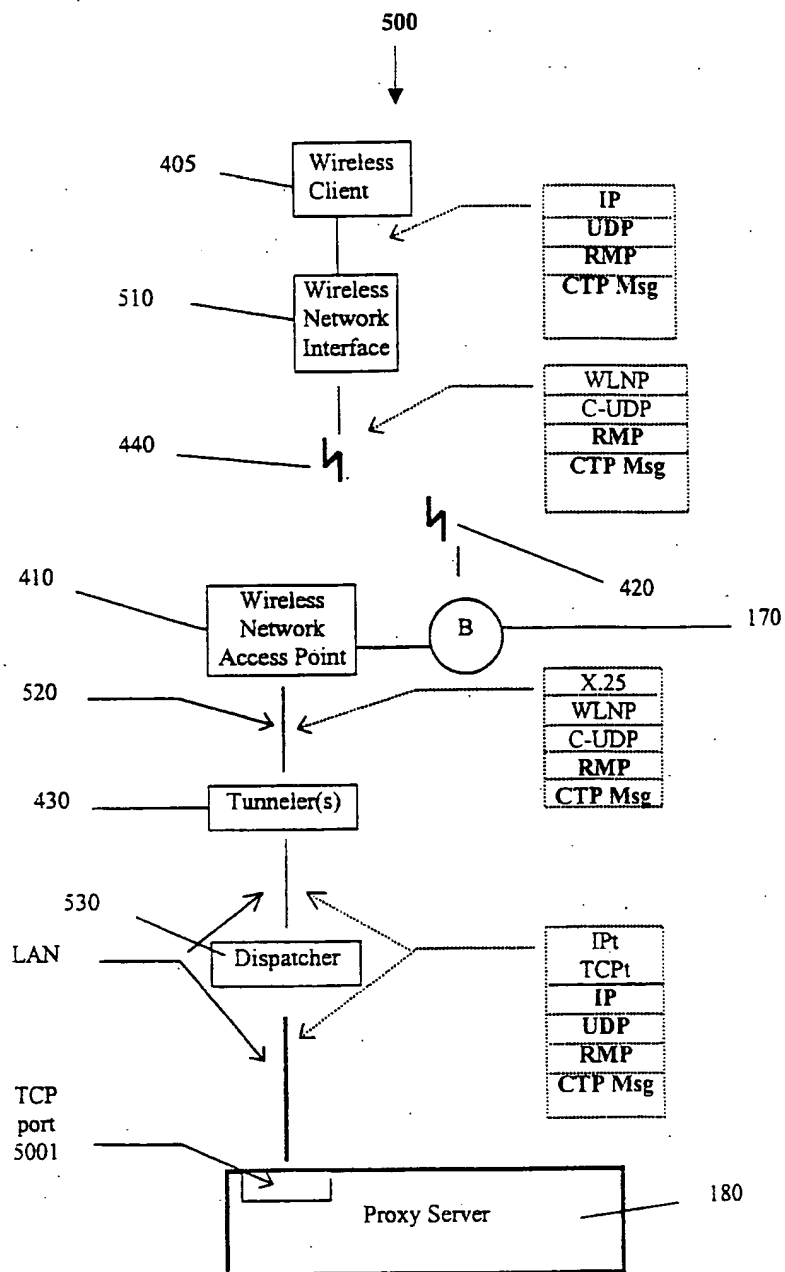 500
405
Wireless
Client
IP
UDP
RMP
CTP Msg
510
Wireless
Network
Interface
WLNP
C-UDP
RMP
CTP Msg
440
420
410
Wireless
Network
Access Point
B
170
520
X.25
WLNP
C-UDP
RMP
CTP Msg
430
Tunneler(s)
530
LAN
Dispatcher
IPt
TCPt
IP
UDP
RMP
CTP Msg
TCP
port
5001
Proxy Server
180